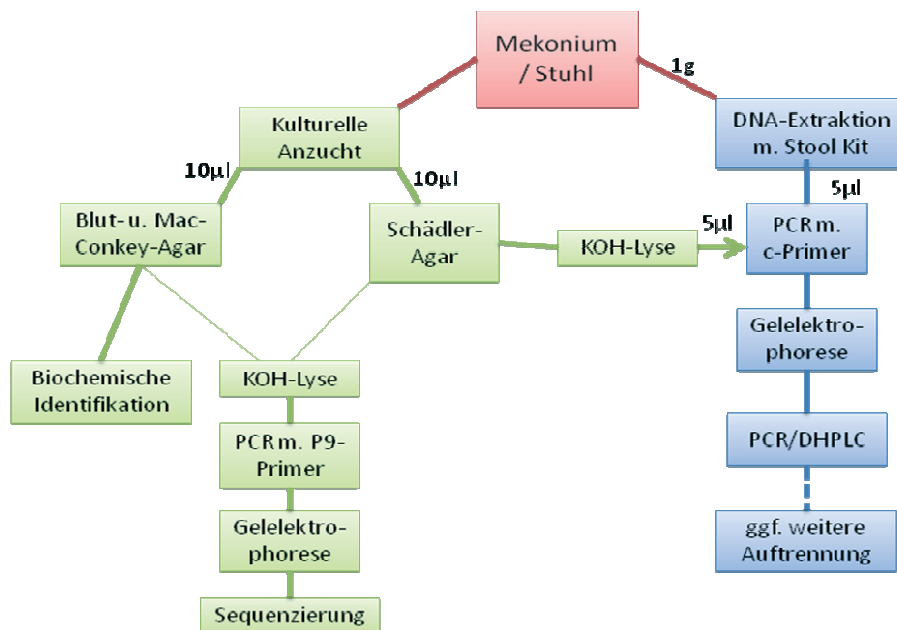 Mekonium
/ Stuhl
1g
Kulturelle
Anzucht
DNA-Extraktion
m. Stool Kit
10µl
10µl
5µl
Blut- u. Mac-
Conkey-Agar
Schädler-
Agar
KOH-Lyse
5µl
PCR m.
c-Primer
Gelelektro-
phorese
Biochemische
Identifikation
KOH-Lyse
PCR m. P9-
Primer
PCR/DHPLC
Gelelektro-
phorese
ggf. weitere
Auftrennung
Sequenzierung